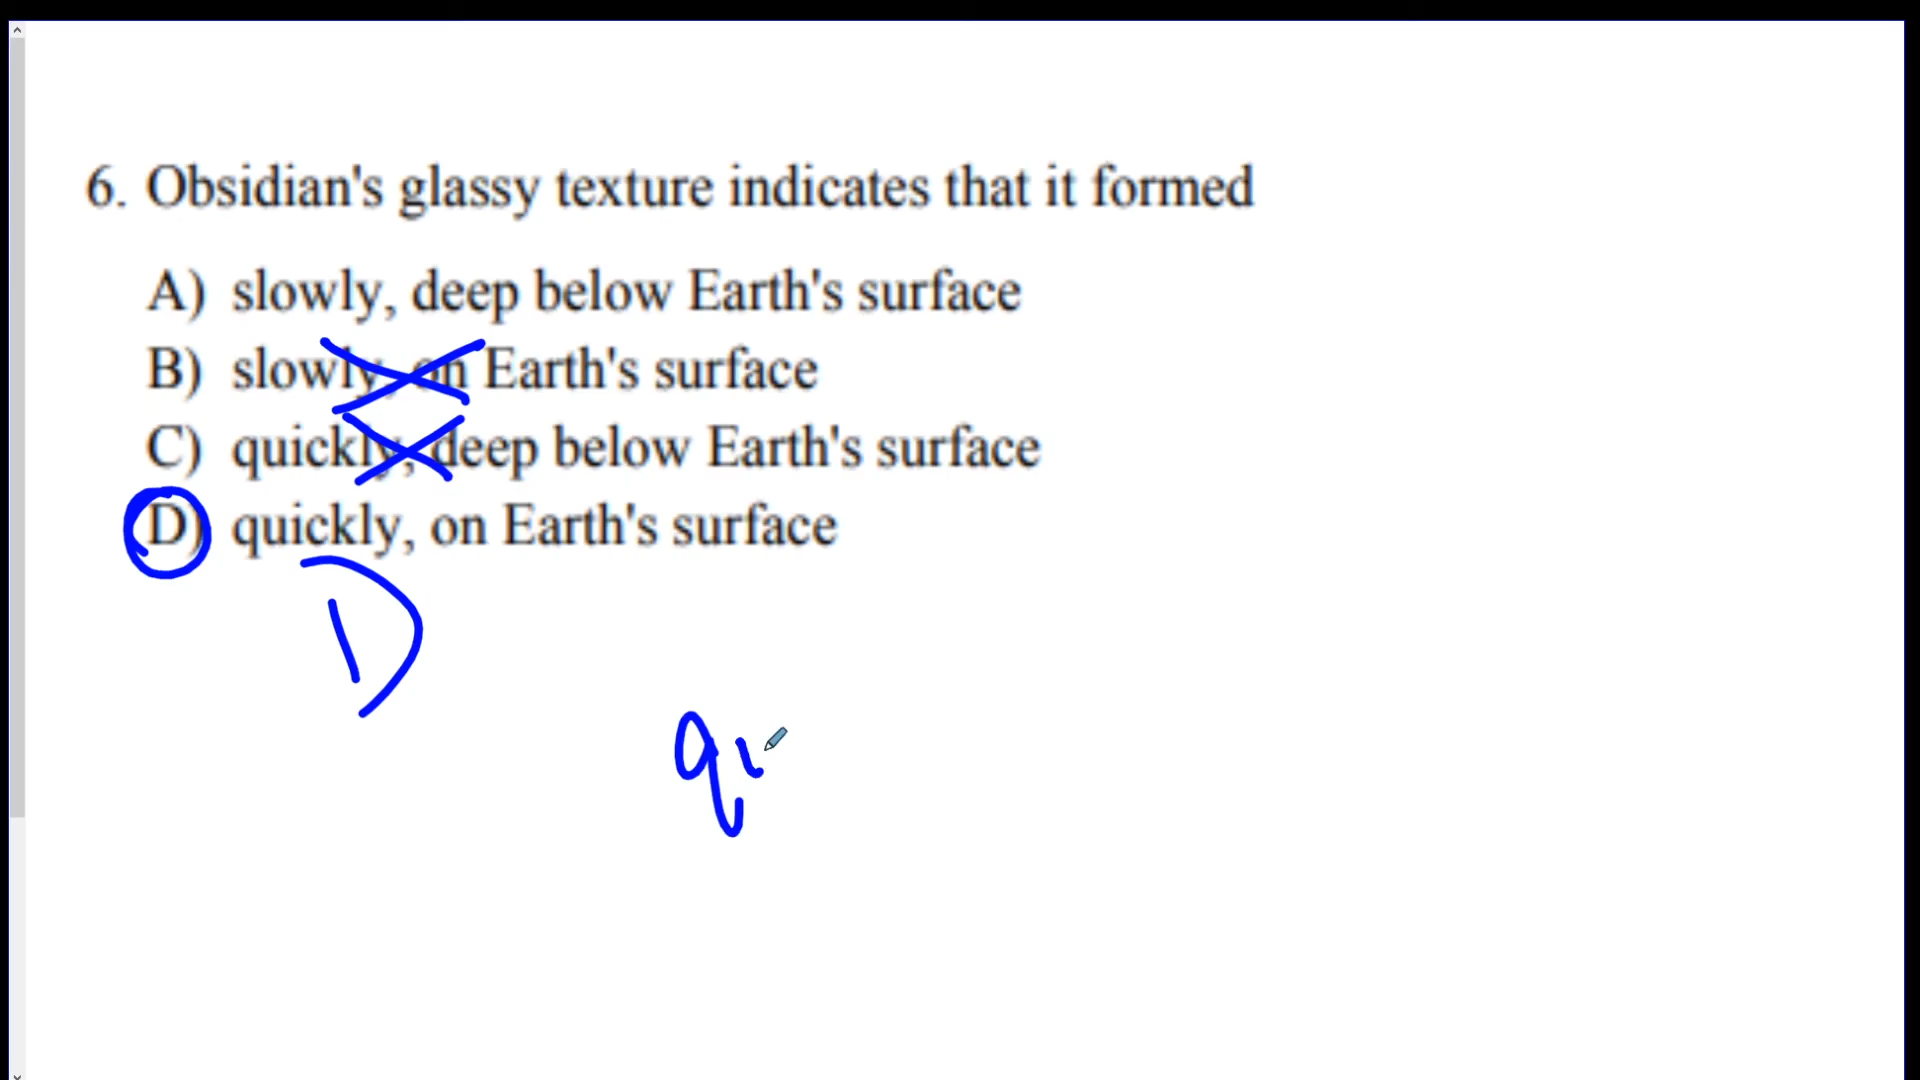 6. Obsidian's glassy texture indicates that it formed
A) slowly, deep below Earth's surface
B) slowly, on Earth's surface
C) quickly, deep below Earth's surface
D) quickly, on Earth's surface
D
qu